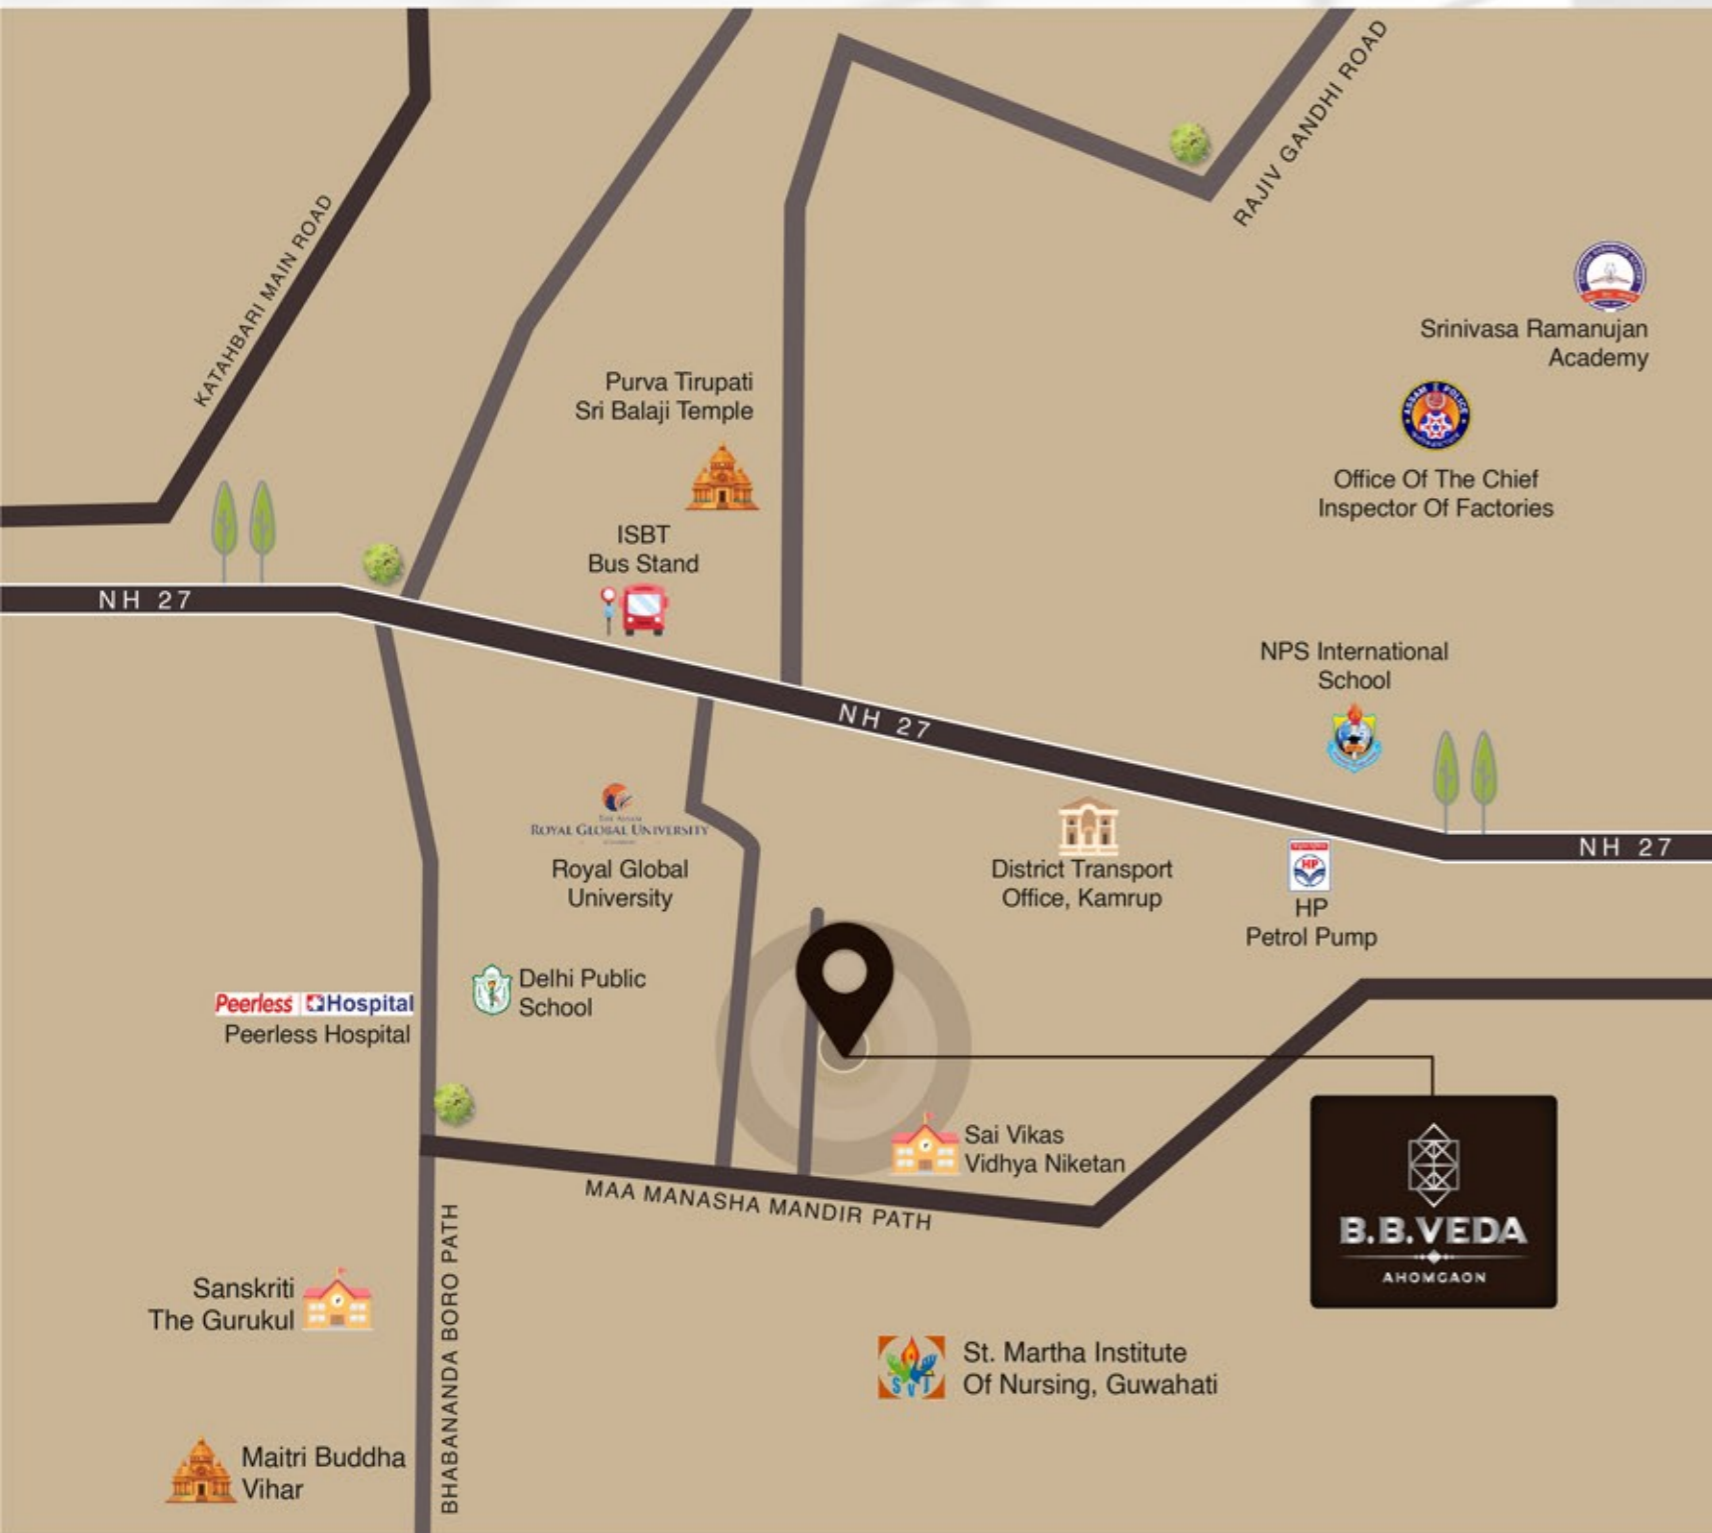 RAJIV GANDHI ROAD
KATAHBARI MAIN ROAD
Srinivasa Ramanujan
Academy
Purva Tirupati
Sri Balaji Temple
ASSAM POLICE
Office Of The Chief
Inspector Of Factories
ISBT
Bus Stand
NH 27
NPS International
School
NH 27
NH 27
ROYAL GLOBAL UNIVERSITY
Royal Global
University
District Transport
Office, Kamrup
HP
HP
Petrol Pump
Delhi Public
School
Peerless Hospital
Peerless Hospital
Sai Vikas
Vidhya Niketan
MAA MANASHA MANDIR PATH
B.B.VEDA
AHOMGAON
BHABANANDA BORO PATH
Sanskriti
The Gurukul
SVI
St. Martha Institute
Of Nursing, Guwahati
Maitri Buddha
Vihar